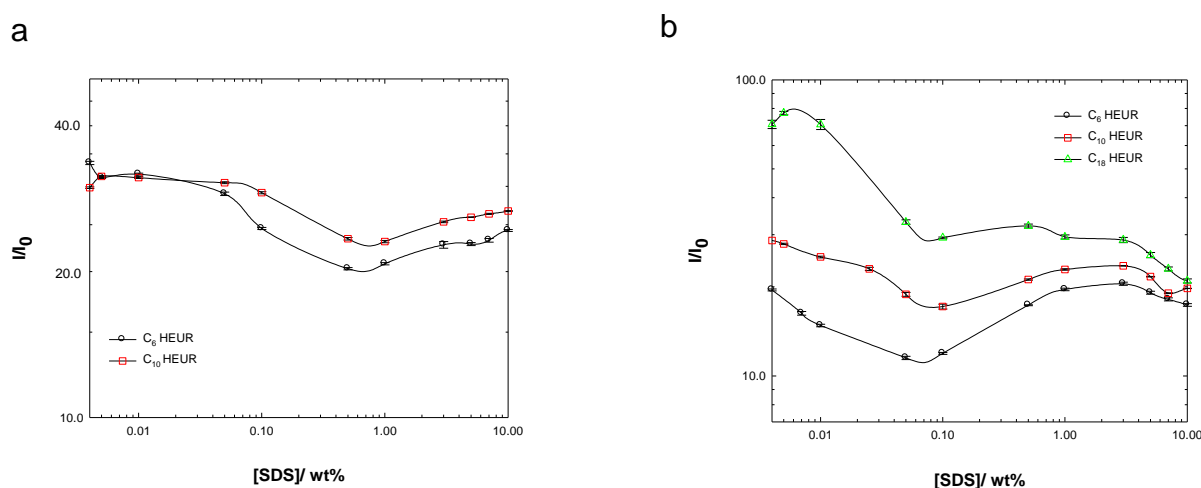 a
40.0
20.0
10.0
I/I0
C6 HEUR
C10 HEUR
0.01 0.10 1.00 10.00
[SDS]/ wt%
b
100.0
10.0
I/I0
C6 HEUR
C10 HEUR
C18 HEUR
0.01 0.10 1.00 10.00
[SDS]/ wt%